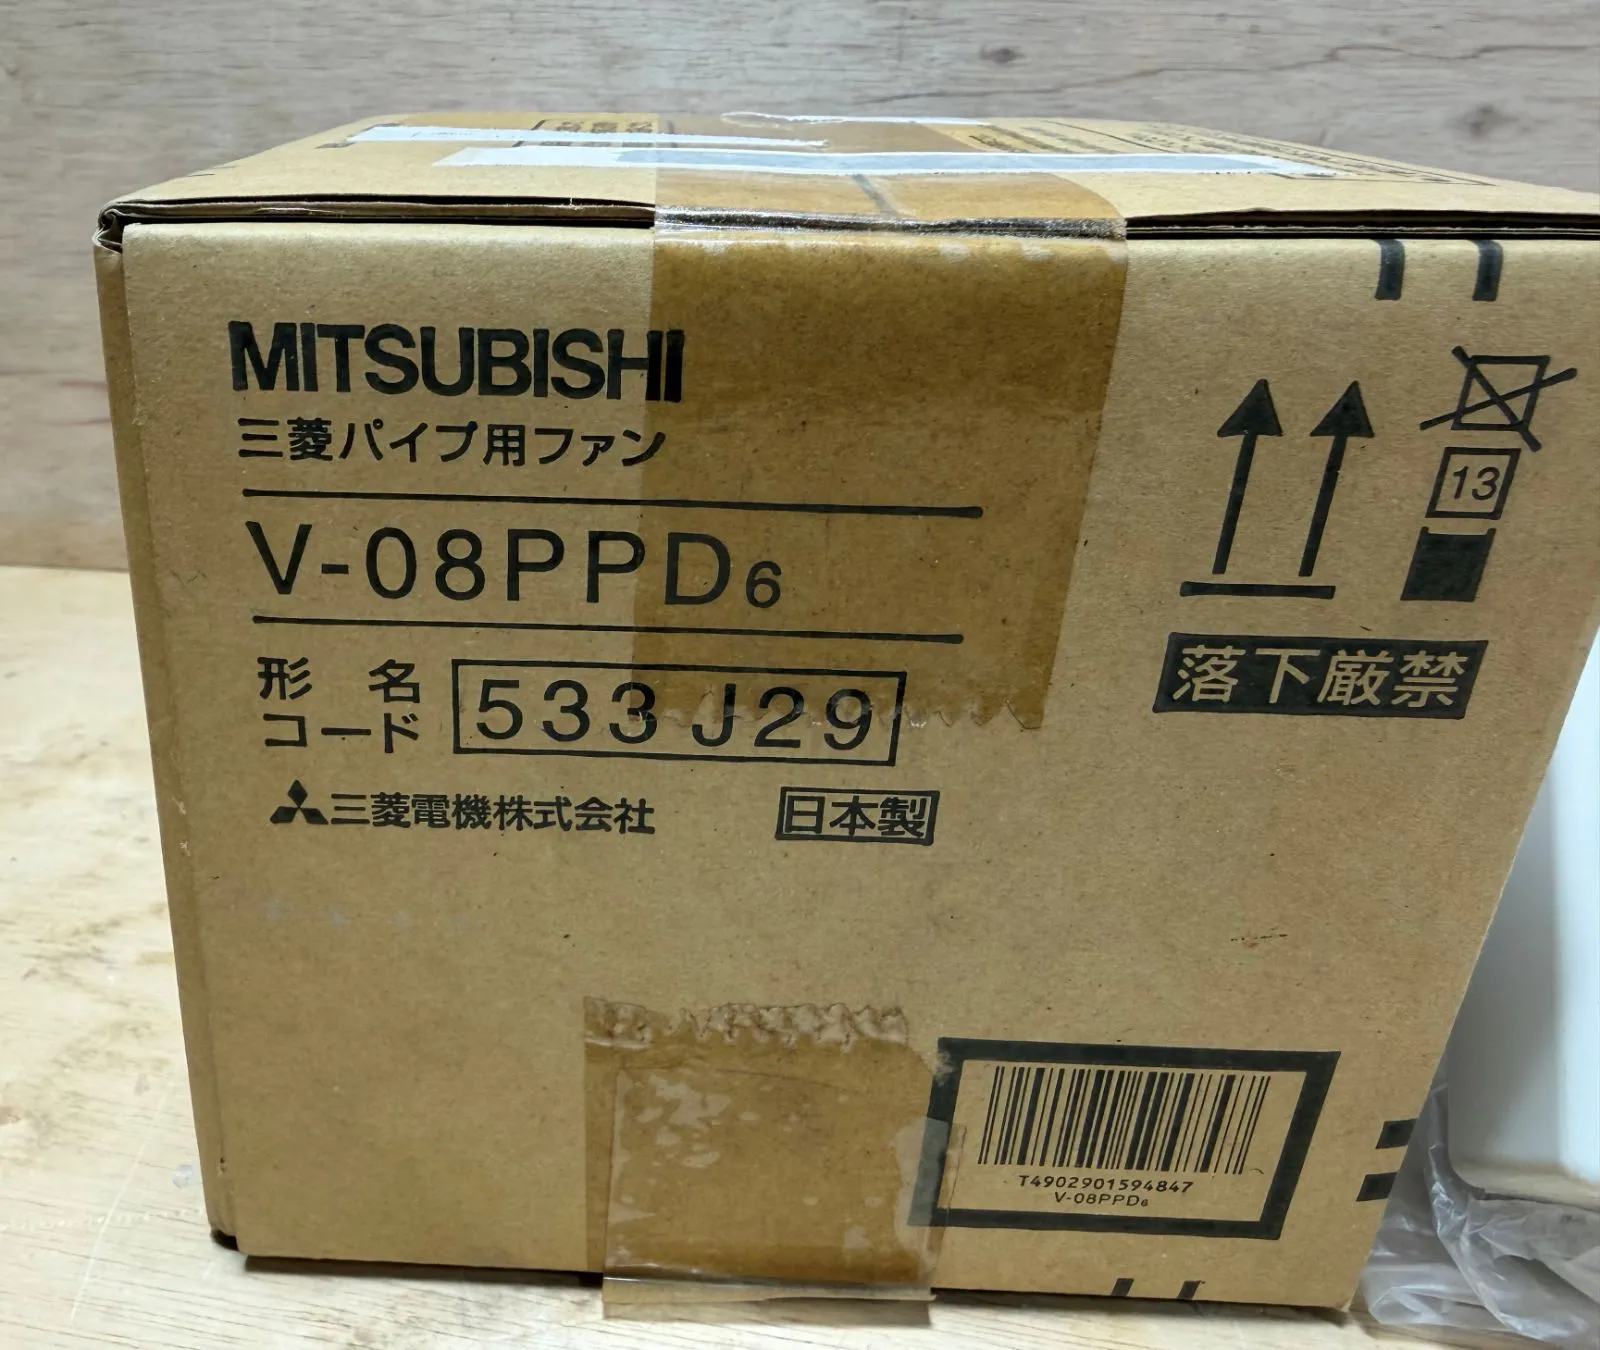 MITSUBISHI
三菱パイプ用ファン
V-08PPD6
形名
コード
533J29
三菱電機株式会社
日本製
13
落下厳禁
T4902901594847
V-08PPD6